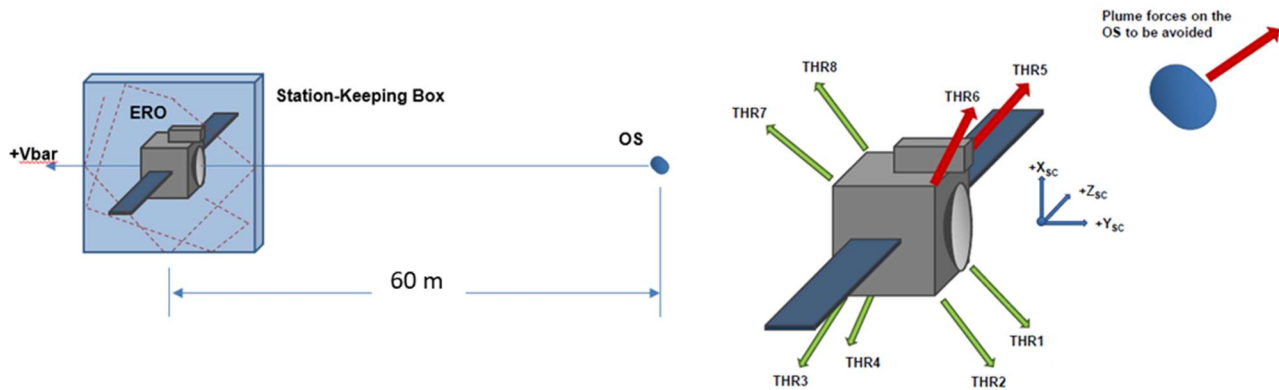 ERO
Station-Keeping Box
+Vbar
OS
60 m
Plume forces on the
OS to be avoided
THR8
THR5
THR6
THR7
+XSC
+ZSC
+YSC
THR1
THR4
THR3
THR2